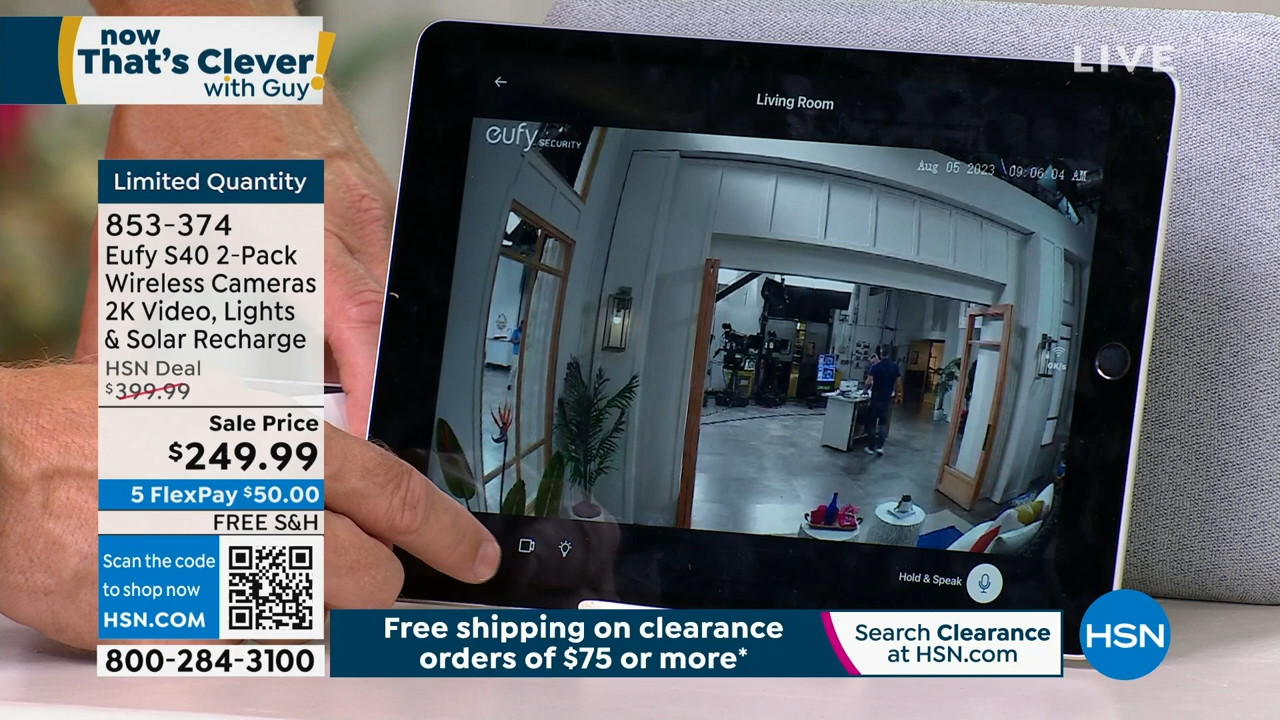 now
That's Clever!
with Guy
LIVE
Limited Quantity
853-374
Eufy S40 2-Pack
Wireless Cameras
2K Video, Lights
& Solar Recharge
HSN Deal
$399.99
Sale Price
$249.99
5 FlexPay $50.00
FREE S&H
Scan the code
to shop now
HSN.COM
800-284-3100
Living Room
eufy SECURITY
Aug 05 2023 09:06:04 AM
Hold & Speak
Free shipping on clearance
orders of $75 or more*
Search Clearance
at HSN.com
HSN